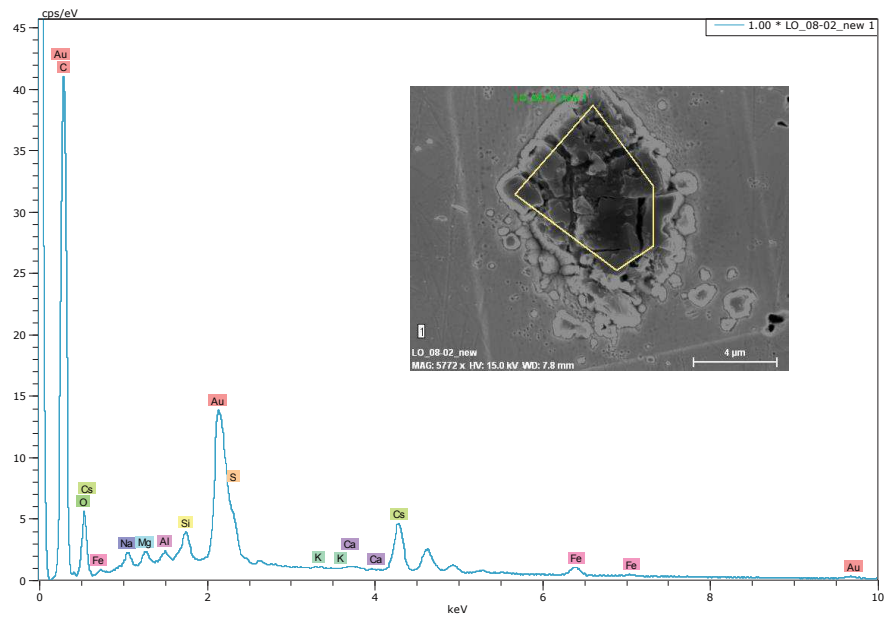 cps/eV
1.00 * LO_08-02_new 1
45
40
35
30
25
20
15
10
5
0
Au
C
Cs
O
Fe
Na
Mg
Al
Si
Au
S
K
K
Ca
Ca
Cs
Fe
Fe
Au
0 2 4 6 8 10
keV
1
LO_08-02_new
MAG: 5772 x HV: 15.0 kV WD: 7.8 mm
4 µm